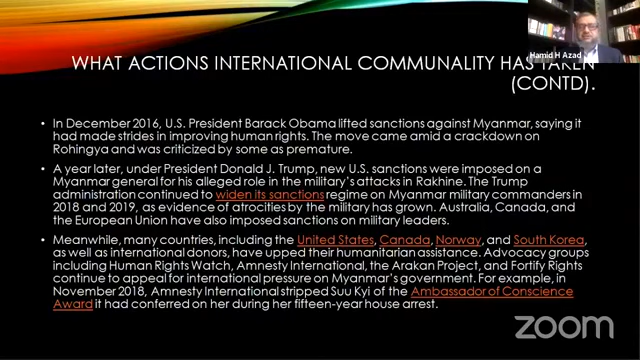 Hamid H Azad
WHAT ACTIONS INTERNATIONAL COMMUNALITY HAS TAKEN
(CONTD).
• In December 2016, U.S. President Barack Obama lifted sanctions against Myanmar, saying it
had made strides in improving human rights. The move came amid a crackdown on
Rohingya and was criticized by some as premature.
• A year later, under President Donald J. Trump, new U.S. sanctions were imposed on a
Myanmar general for his alleged role in the military's attacks in Rakhine. The Trump
administration continued to widen its sanctions regime on Myanmar military commanders in
2018 and 2019, as evidence of atrocities by the military has grown. Australia, Canada, and
the European Union have also imposed sanctions on military leaders.
• Meanwhile, many countries, including the United States, Canada, Norway, and South Korea,
as well as international donors, have upped their humanitarian assistance. Advocacy groups
including Human Rights Watch, Amnesty International, the Arakan Project, and Fortify Rights
continue to appeal for international pressure on Myanmar's government. For example, in
November 2018, Amnesty International stripped Suu Kyi of the Ambassador of Conscience
Award it had conferred on her during her fifteen-year house arrest.
zoom